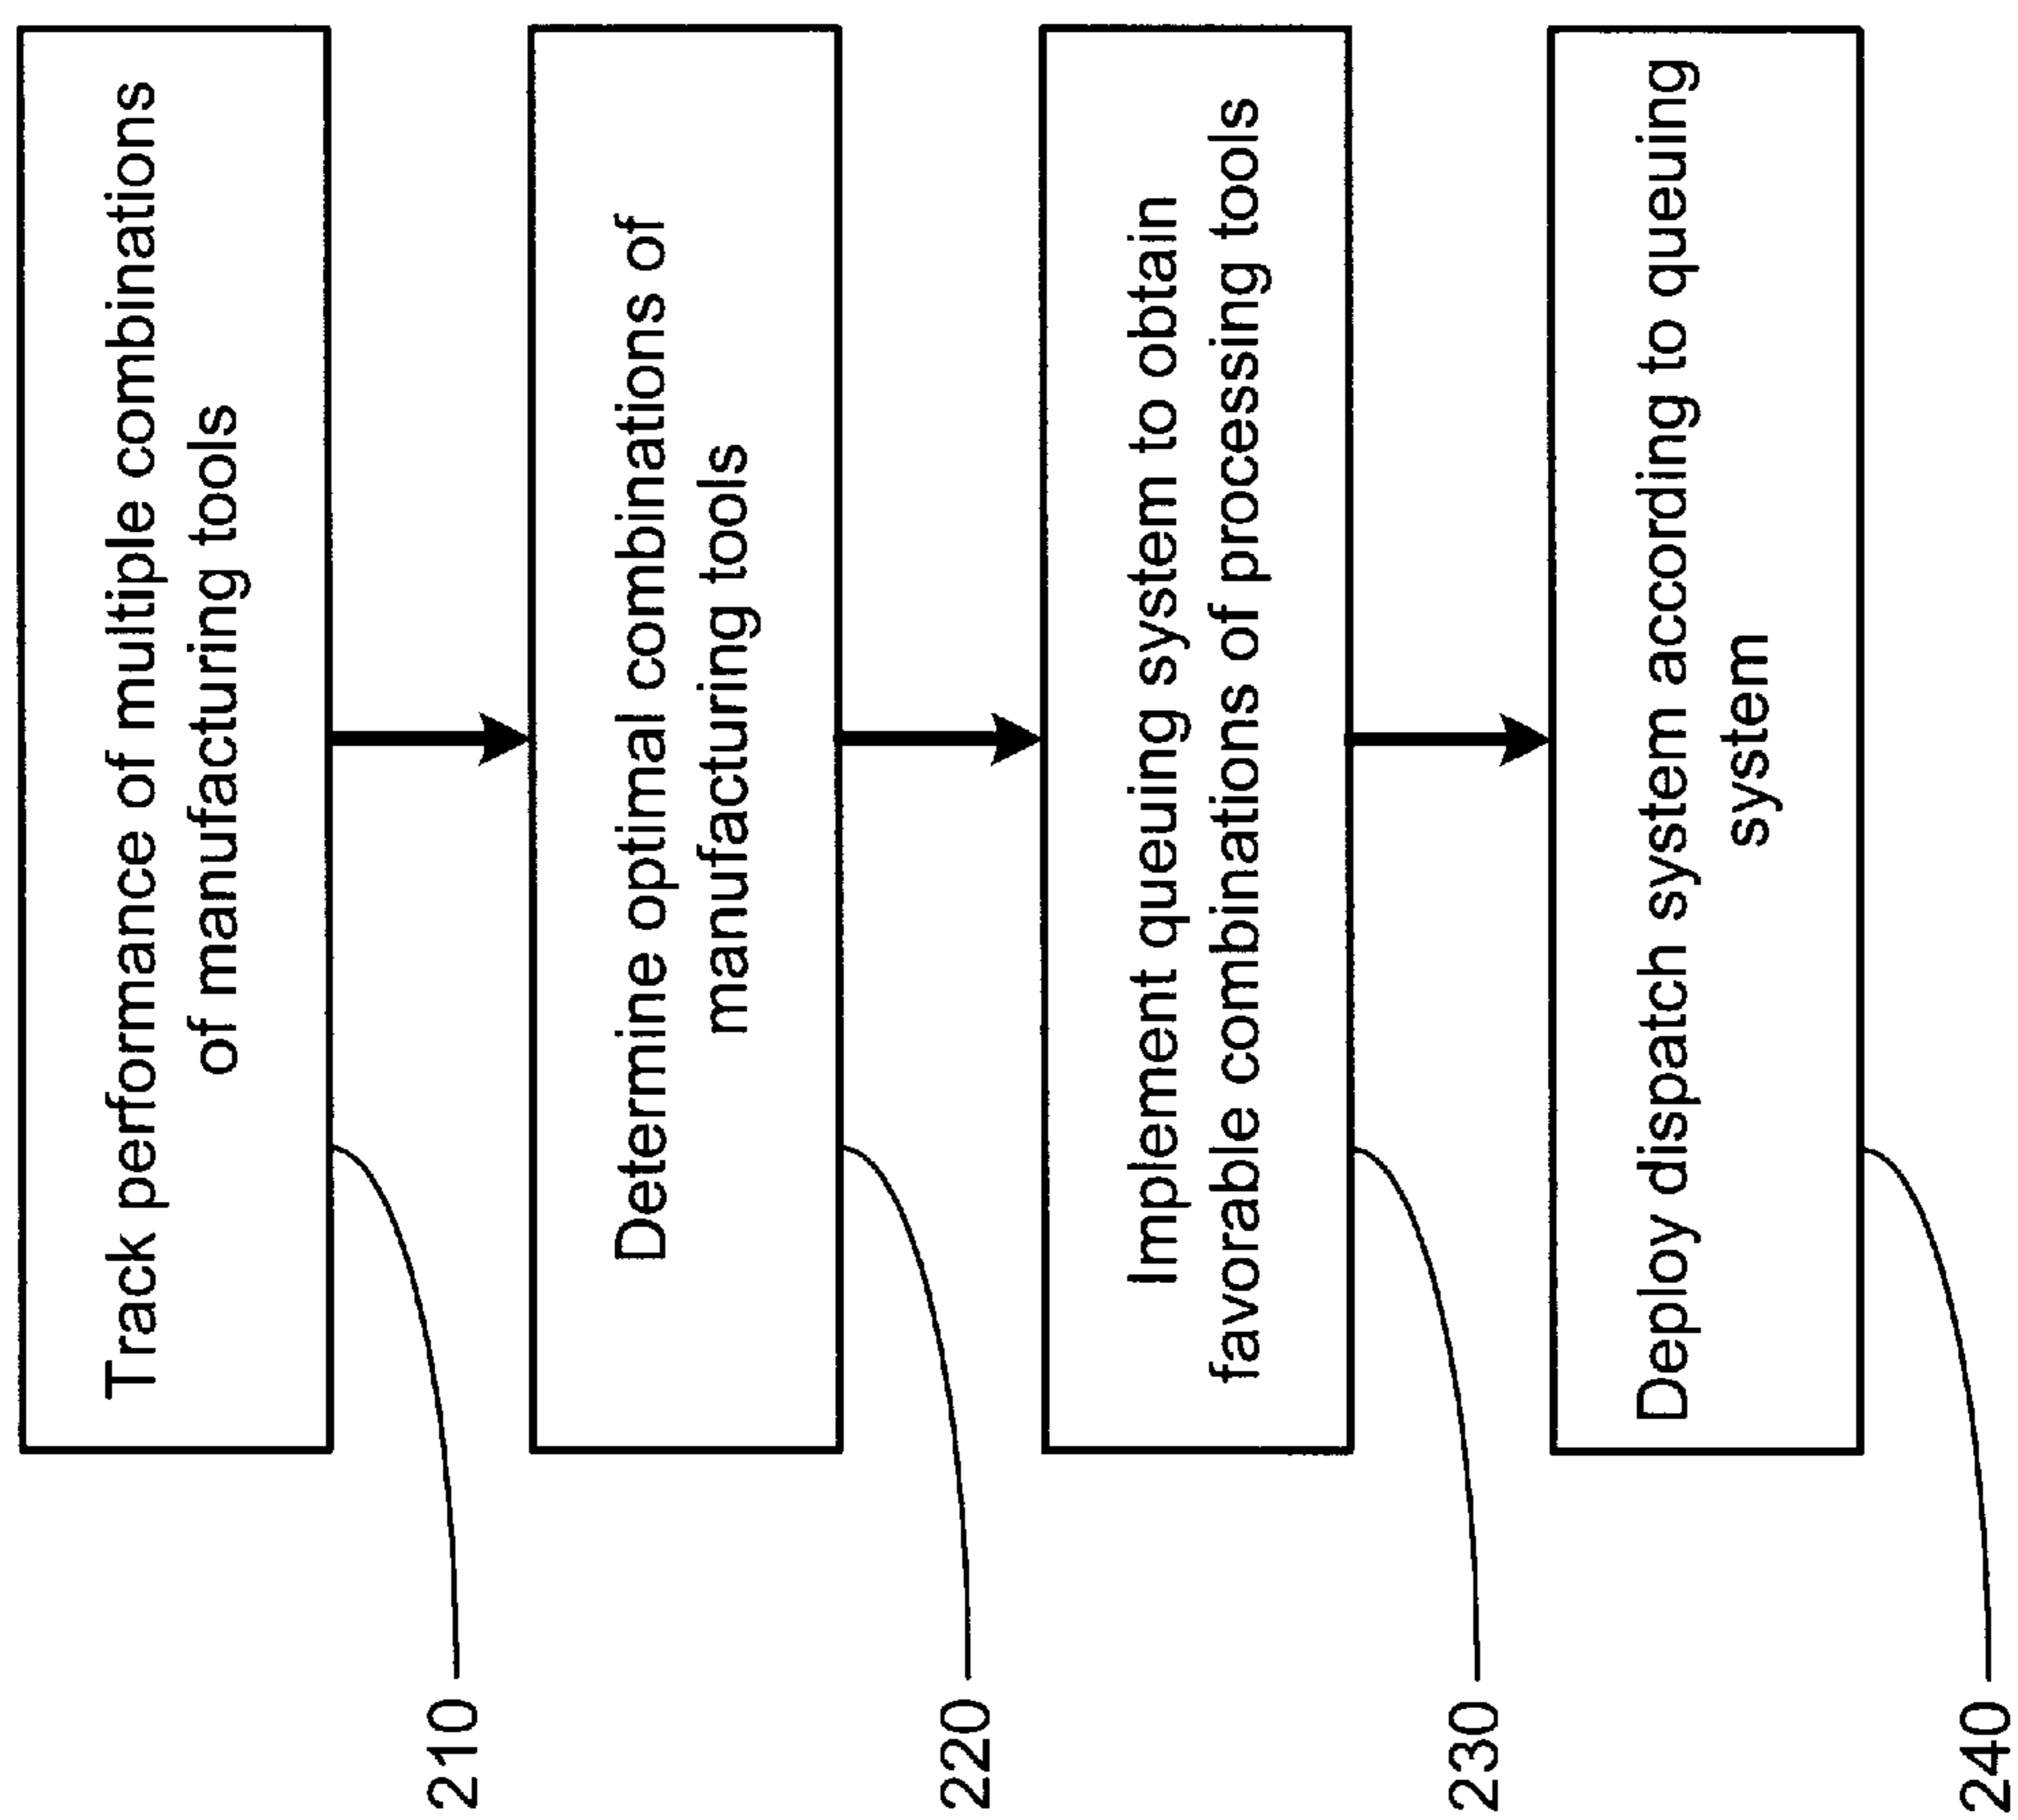 Track performance of multiple combinations
of manufacturing tools
210
Determine optimal combinations of
manufacturing tools
220
Implement queuing system to obtain
favorable combinations of processing tools
230
Deploy dispatch system according to queuing
system
240